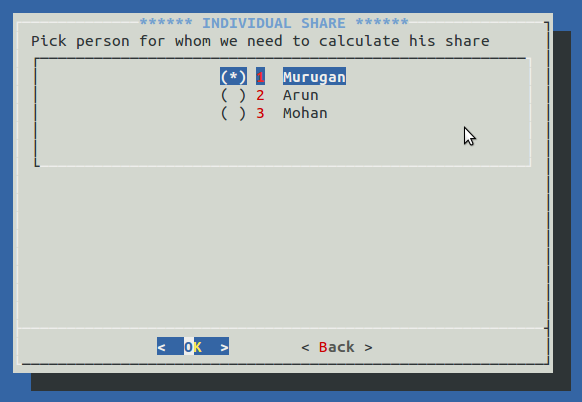 ****** INDIVIDUAL SHARE ******
Pick person for whom we need to calculate his share
(*) 1 Murugan
( ) 2 Arun
( ) 3 Mohan
< OK > < Back >